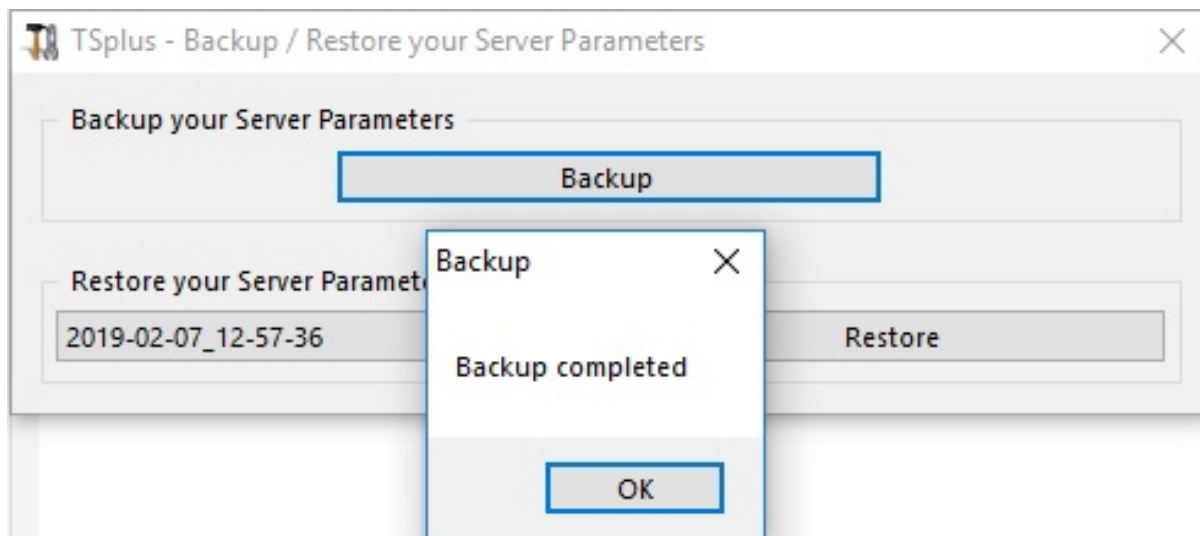 TSplus - Backup / Restore your Server Parameters
Backup your Server Parameters
Backup
Backup
Restore your Server
2019-02-07_12-57-36
Restore
Backup completed
OK